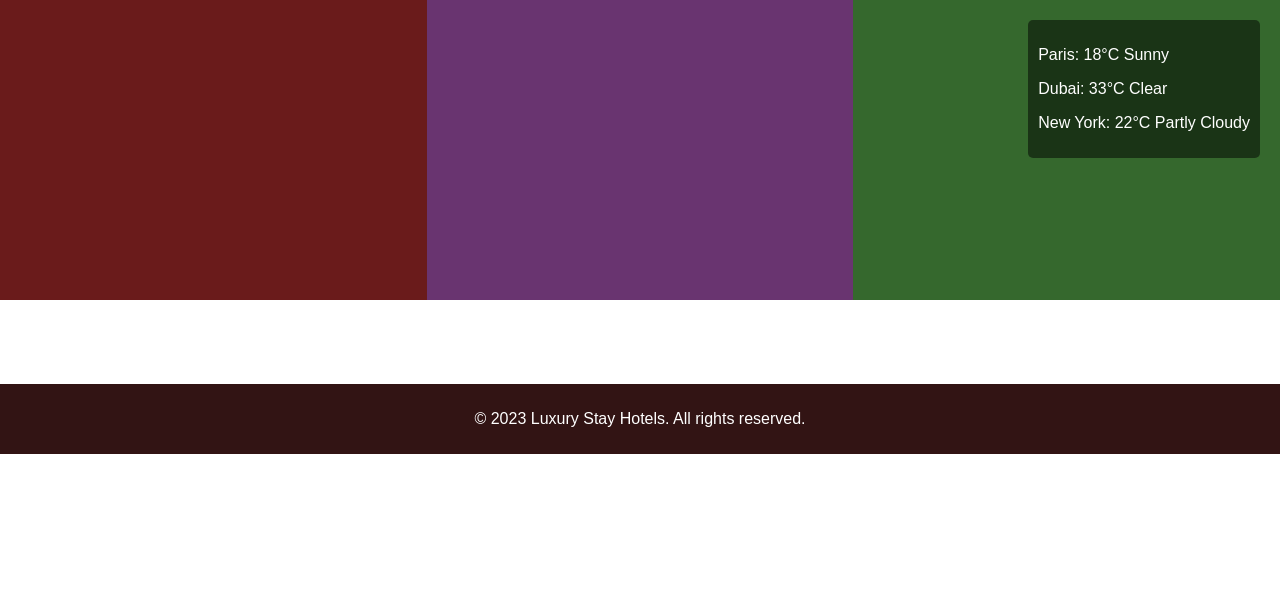 Paris: 18°C Sunny
Dubai: 33°C Clear
New York: 22°C Partly Cloudy
© 2023 Luxury Stay Hotels. All rights reserved.